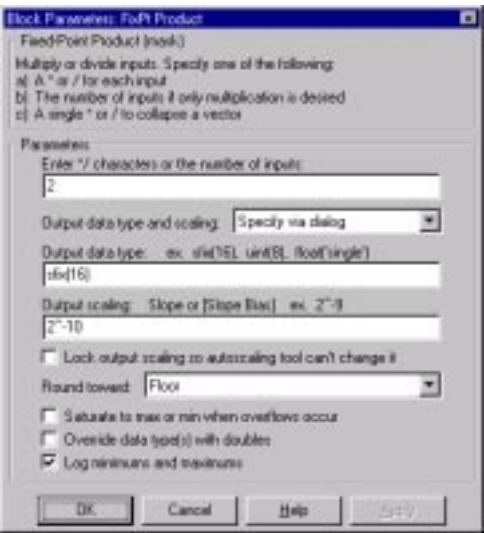 Block Parameters: FixPt Product
Fixed-Point Product (mask)
Multiply or divide inputs. Specify one of the following:
a) A * or / for each input
b) The number of inputs if only multiplication is desired
c) A single * or / to collapse a vector
Parameters
Enter */ characters or the number of inputs:
2
Output data type and scaling: Specify via dialog
Output data type: ex. sfix(16), uint(8), float('single')
sfix(16)
Output scaling: Slope or [Slope Bias] ex. 2^-9
2^-10
Lock output scaling so autoscaling tool can't change it
Round toward: Floor
Saturate to max or min when overflows occur
Override data type(s) with doubles
Log minimums and maximums
OK Cancel Help Apply